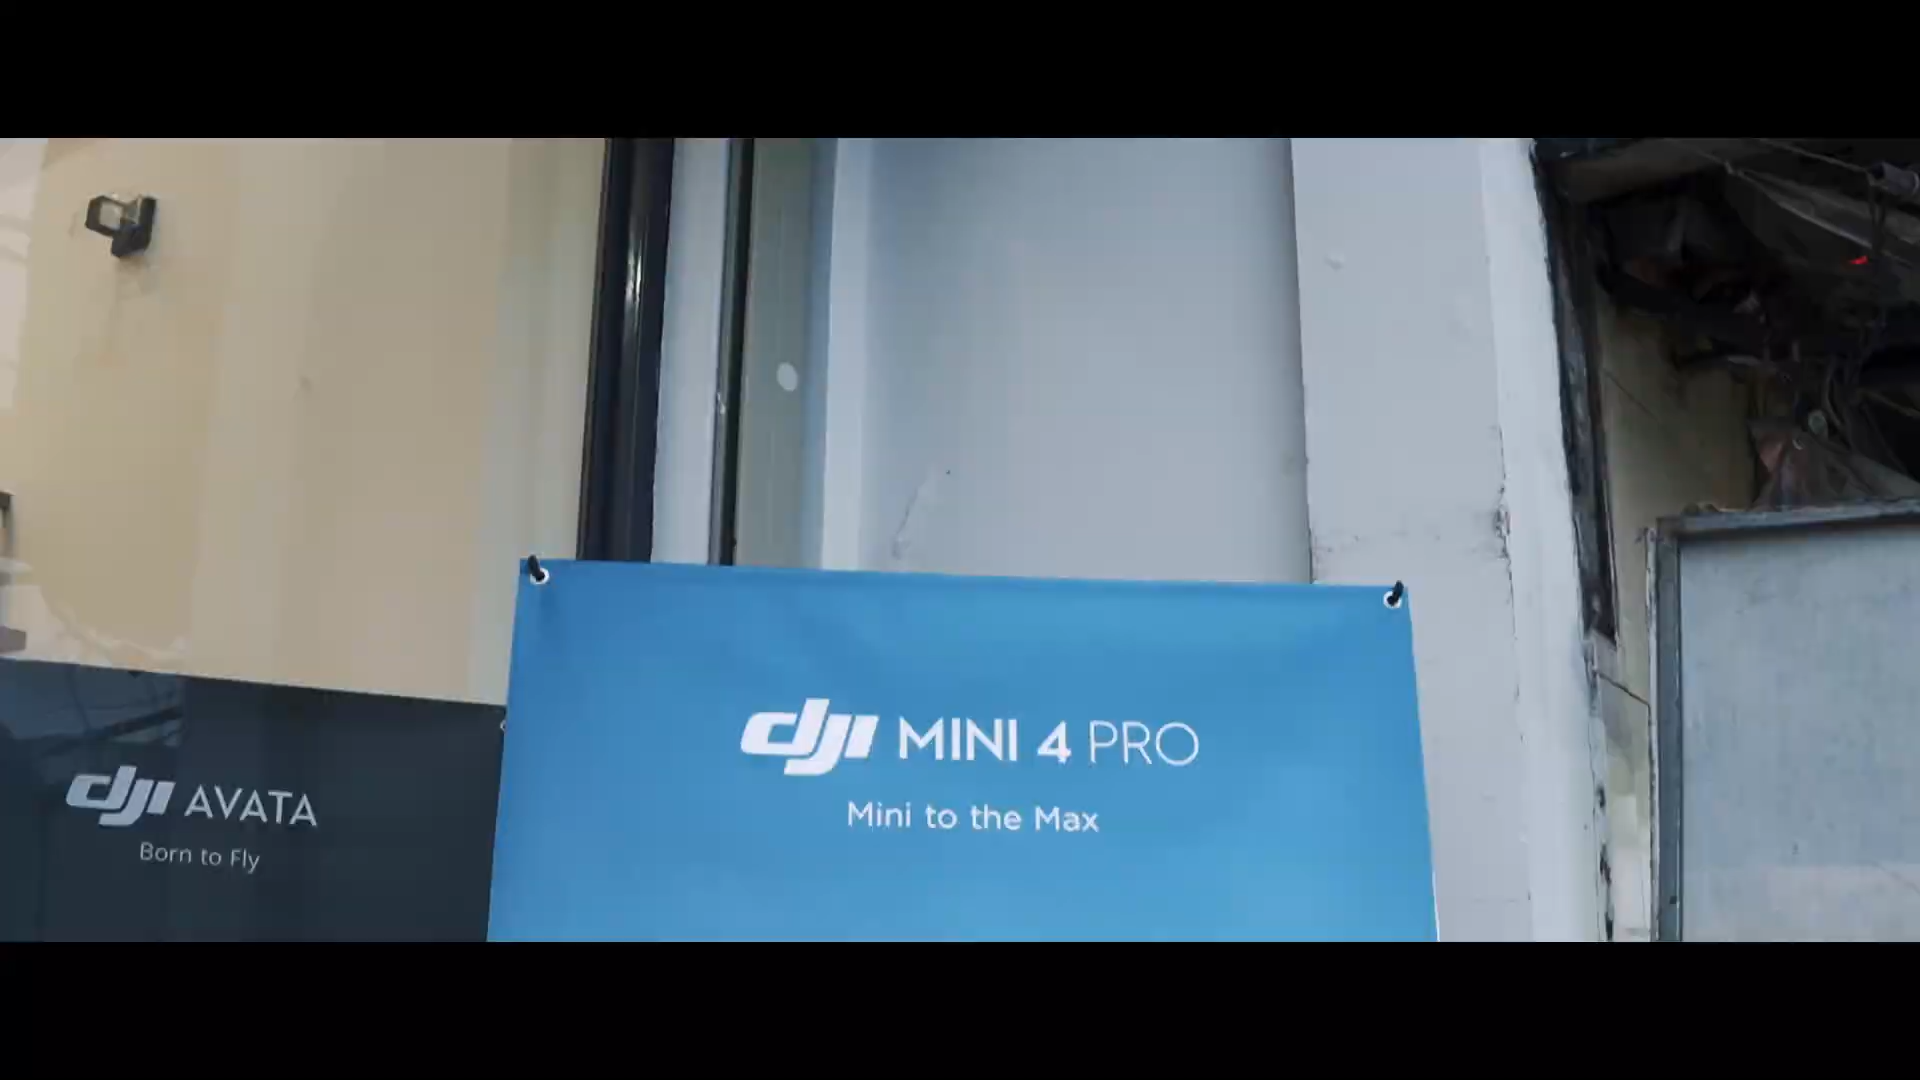 dji MINI 4 PRO
Mini to the Max
dji AVATA
Born to Fly